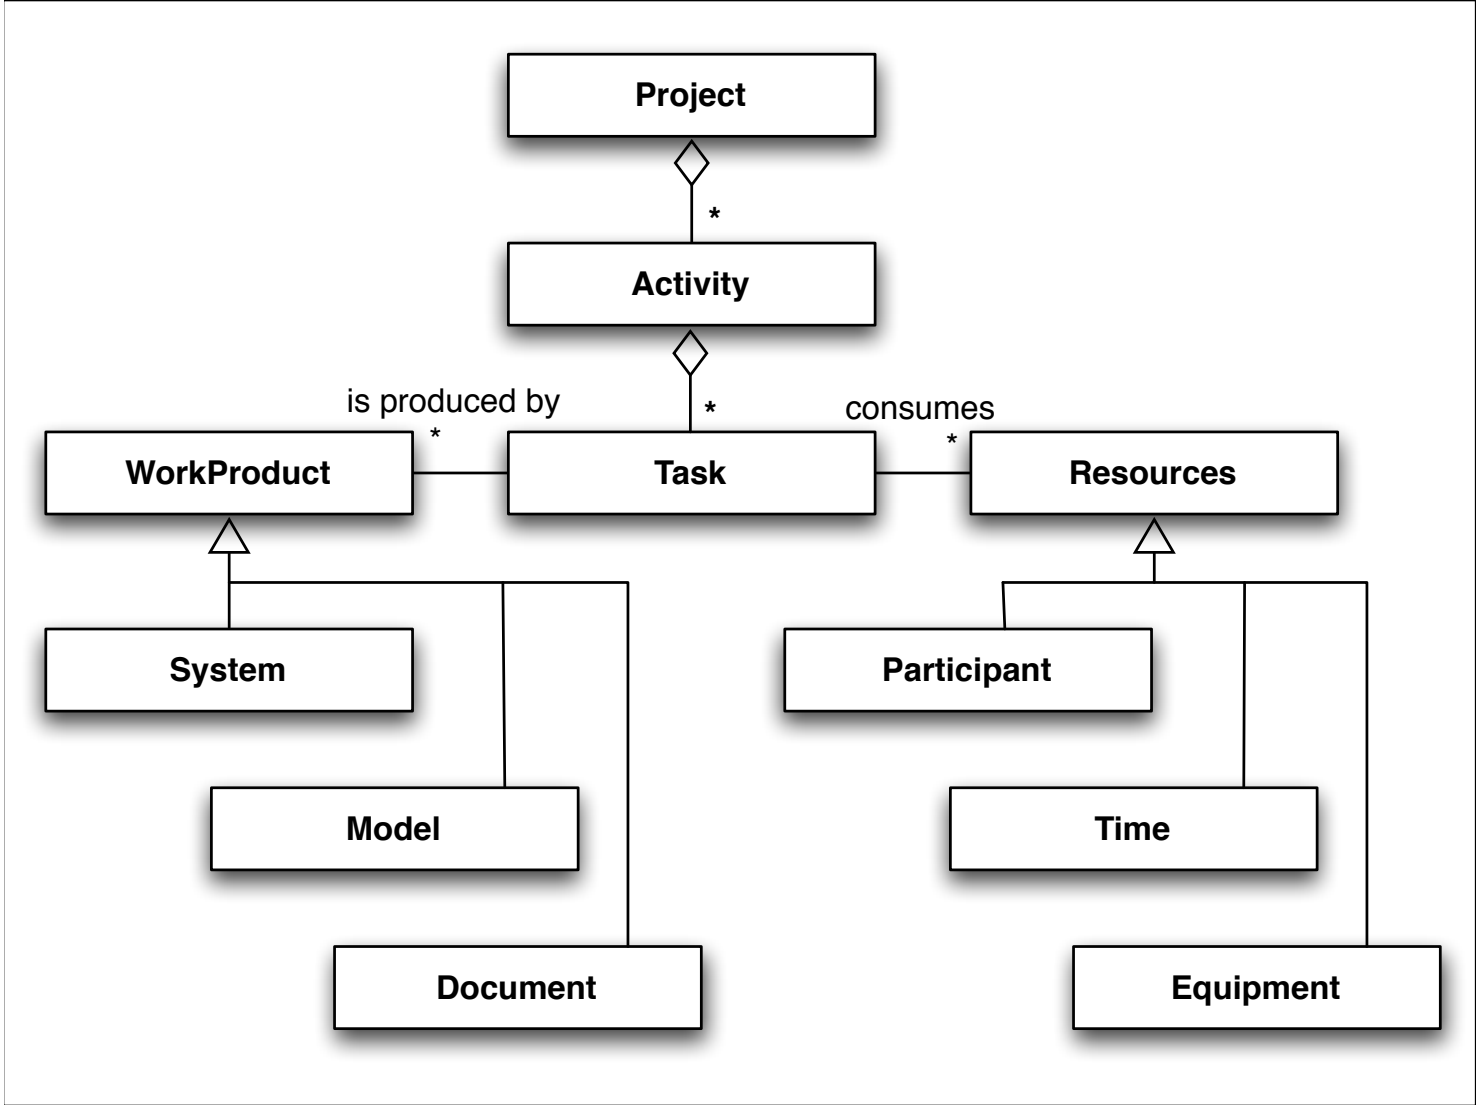 Project
*
Activity
is produced by
*
consumes
*
*
WorkProduct
Task
Resources
System
Participant
Model
Time
Document
Equipment